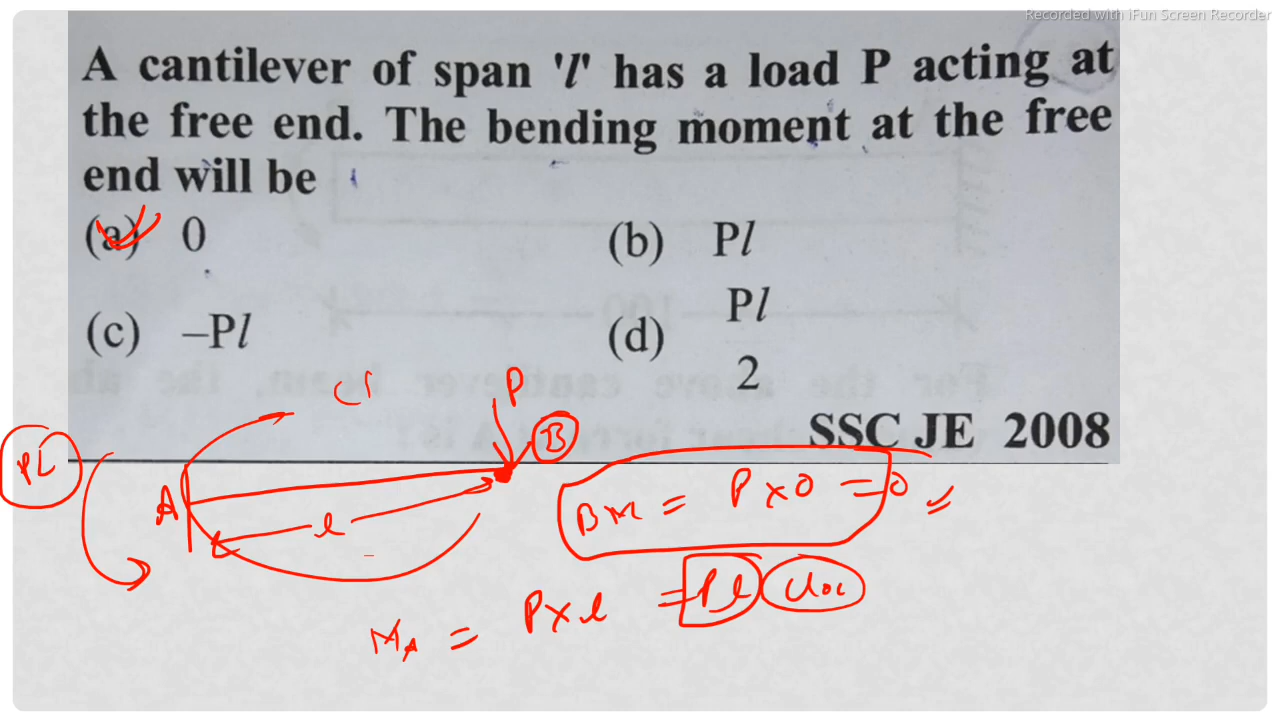 Recorded with iFun Screen Recorder
A cantilever of span 'l' has a load P acting at
the free end. The bending moment at the free
end will be
(a) 0
(b) Pl
(c) –Pl
(d) Pl
2
SSC JE 2008
P
B
PL
A
l
BM = P×0 = 0
M_A = P×l = Pl